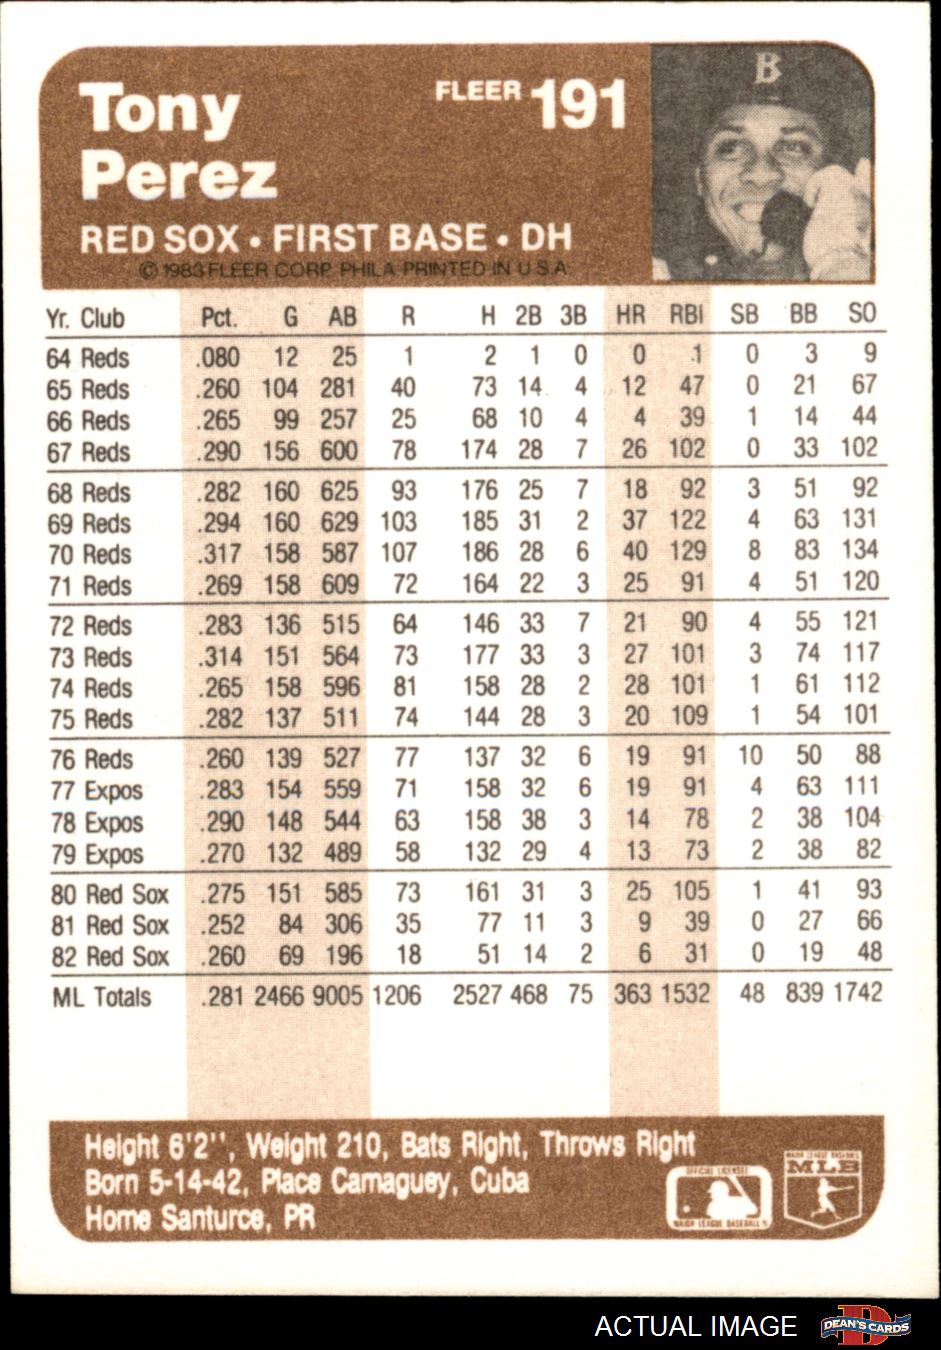 Tony
Perez
FLEER 191
B
RED SOX • FIRST BASE • DH
© 1983 FLEER CORP. PHILA. PRINTED IN U.S.A.
Yr. Club Pct. G AB R H 2B 3B HR RBI SB BB SO
64 Reds .080 12 25 1 2 1 0 0 .1 0 3 9
65 Reds .260 104 281 40 73 14 4 12 47 0 21 67
66 Reds .265 99 257 25 68 10 4 4 39 1 14 44
67 Reds .290 156 600 78 174 28 7 26 102 0 33 102
68 Reds .282 160 625 93 176 25 7 18 92 3 51 92
69 Reds .294 160 629 103 185 31 2 37 122 4 63 131
70 Reds .317 158 587 107 186 28 6 40 129 8 83 134
71 Reds .269 158 609 72 164 22 3 25 91 4 51 120
72 Reds .283 136 515 64 146 33 7 21 90 4 55 121
73 Reds .314 151 564 73 177 33 3 27 101 3 74 117
74 Reds .265 158 596 81 158 28 2 28 101 1 61 112
75 Reds .282 137 511 74 144 28 3 20 109 1 54 101
76 Reds .260 139 527 77 137 32 6 19 91 10 50 88
77 Expos .283 154 559 71 158 32 6 19 91 4 63 111
78 Expos .290 148 544 63 158 38 3 14 78 2 38 104
79 Expos .270 132 489 58 132 29 4 13 73 2 38 82
80 Red Sox .275 151 585 73 161 31 3 25 105 1 41 93
81 Red Sox .252 84 306 35 77 11 3 9 39 0 27 66
82 Red Sox .260 69 196 18 51 14 2 6 31 0 19 48
ML Totals .281 2466 9005 1206 2527 468 75 363 1532 48 839 1742
Height 6'2'', Weight 210, Bats Right, Throws Right
Born 5-14-42, Place Camaguey, Cuba
Home Santurce, PR
OFFICIAL LICENSEE
MAJOR LEAGUE BASEBALL
MAJOR LEAGUE BASEBALL
MLB
ACTUAL IMAGE
D
DEAN'S CARDS